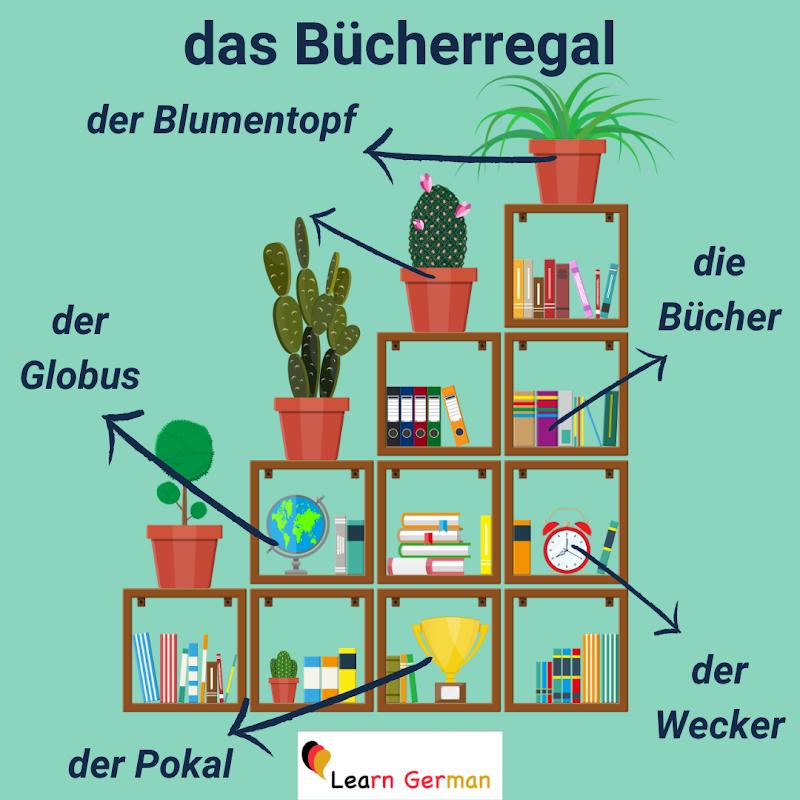 das Bücherregal
der Blumentopf
die
Bücher
der
Globus
der
Wecker
der Pokal
Learn German